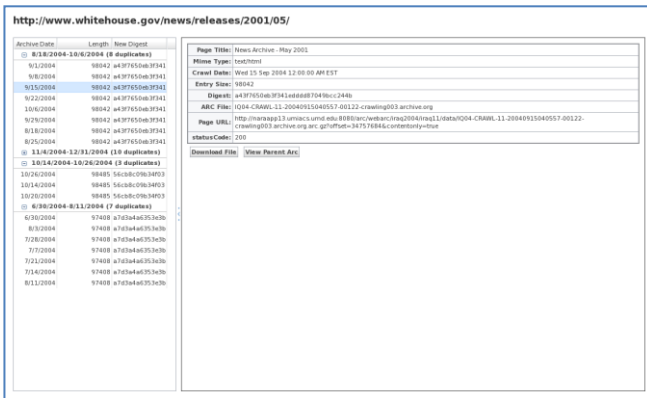 http://www.whitehouse.gov/news/releases/2001/05/
Archive Date Length New Digest
8/18/2004-10/6/2004 (8 duplicates)
9/1/2004 98042 a43f7650eb3f341
9/8/2004 98042 a43f7650eb3f341
9/15/2004 98042 a43f7650eb3f341
9/22/2004 98042 a43f7650eb3f341
10/6/2004 98042 a43f7650eb3f341
9/29/2004 98042 a43f7650eb3f341
8/18/2004 98042 a43f7650eb3f341
8/25/2004 98042 a43f7650eb3f341
11/4/2004-12/31/2004 (10 duplicates)
10/14/2004-10/26/2004 (3 duplicates)
10/26/2004 98485 56cb8c09b34f03
10/14/2004 98485 56cb8c09b34f03
10/20/2004 98485 56cb8c09b34f03
6/30/2004-8/11/2004 (7 duplicates)
6/30/2004 97408 a7d3a4a6353e3b
8/3/2004 97408 a7d3a4a6353e3b
7/28/2004 97408 a7d3a4a6353e3b
7/7/2004 97408 a7d3a4a6353e3b
7/21/2004 97408 a7d3a4a6353e3b
7/14/2004 97408 a7d3a4a6353e3b
8/11/2004 97408 a7d3a4a6353e3b
Page Title: News Archive - May 2001
Mime Type: text/html
Crawl Date: Wed 15 Sep 2004 12:00:00 AM EST
Entry Size: 98042
Digest: a43f7650eb3f341edddd87049bcc244b
ARC File: IQ04-CRAWL-11-20040915040557-00122-crawling003.archive.org
Page URL: http://naraapp13.umiacs.umd.edu:8080/arc/webarc/iraq2004/iraq11/data/IQ04-CRAWL-11-20040915040557-00122-
crawling003.archive.org.arc.gz?offset=34757684&contentonly=true
statusCode: 200
Download File View Parent Arc